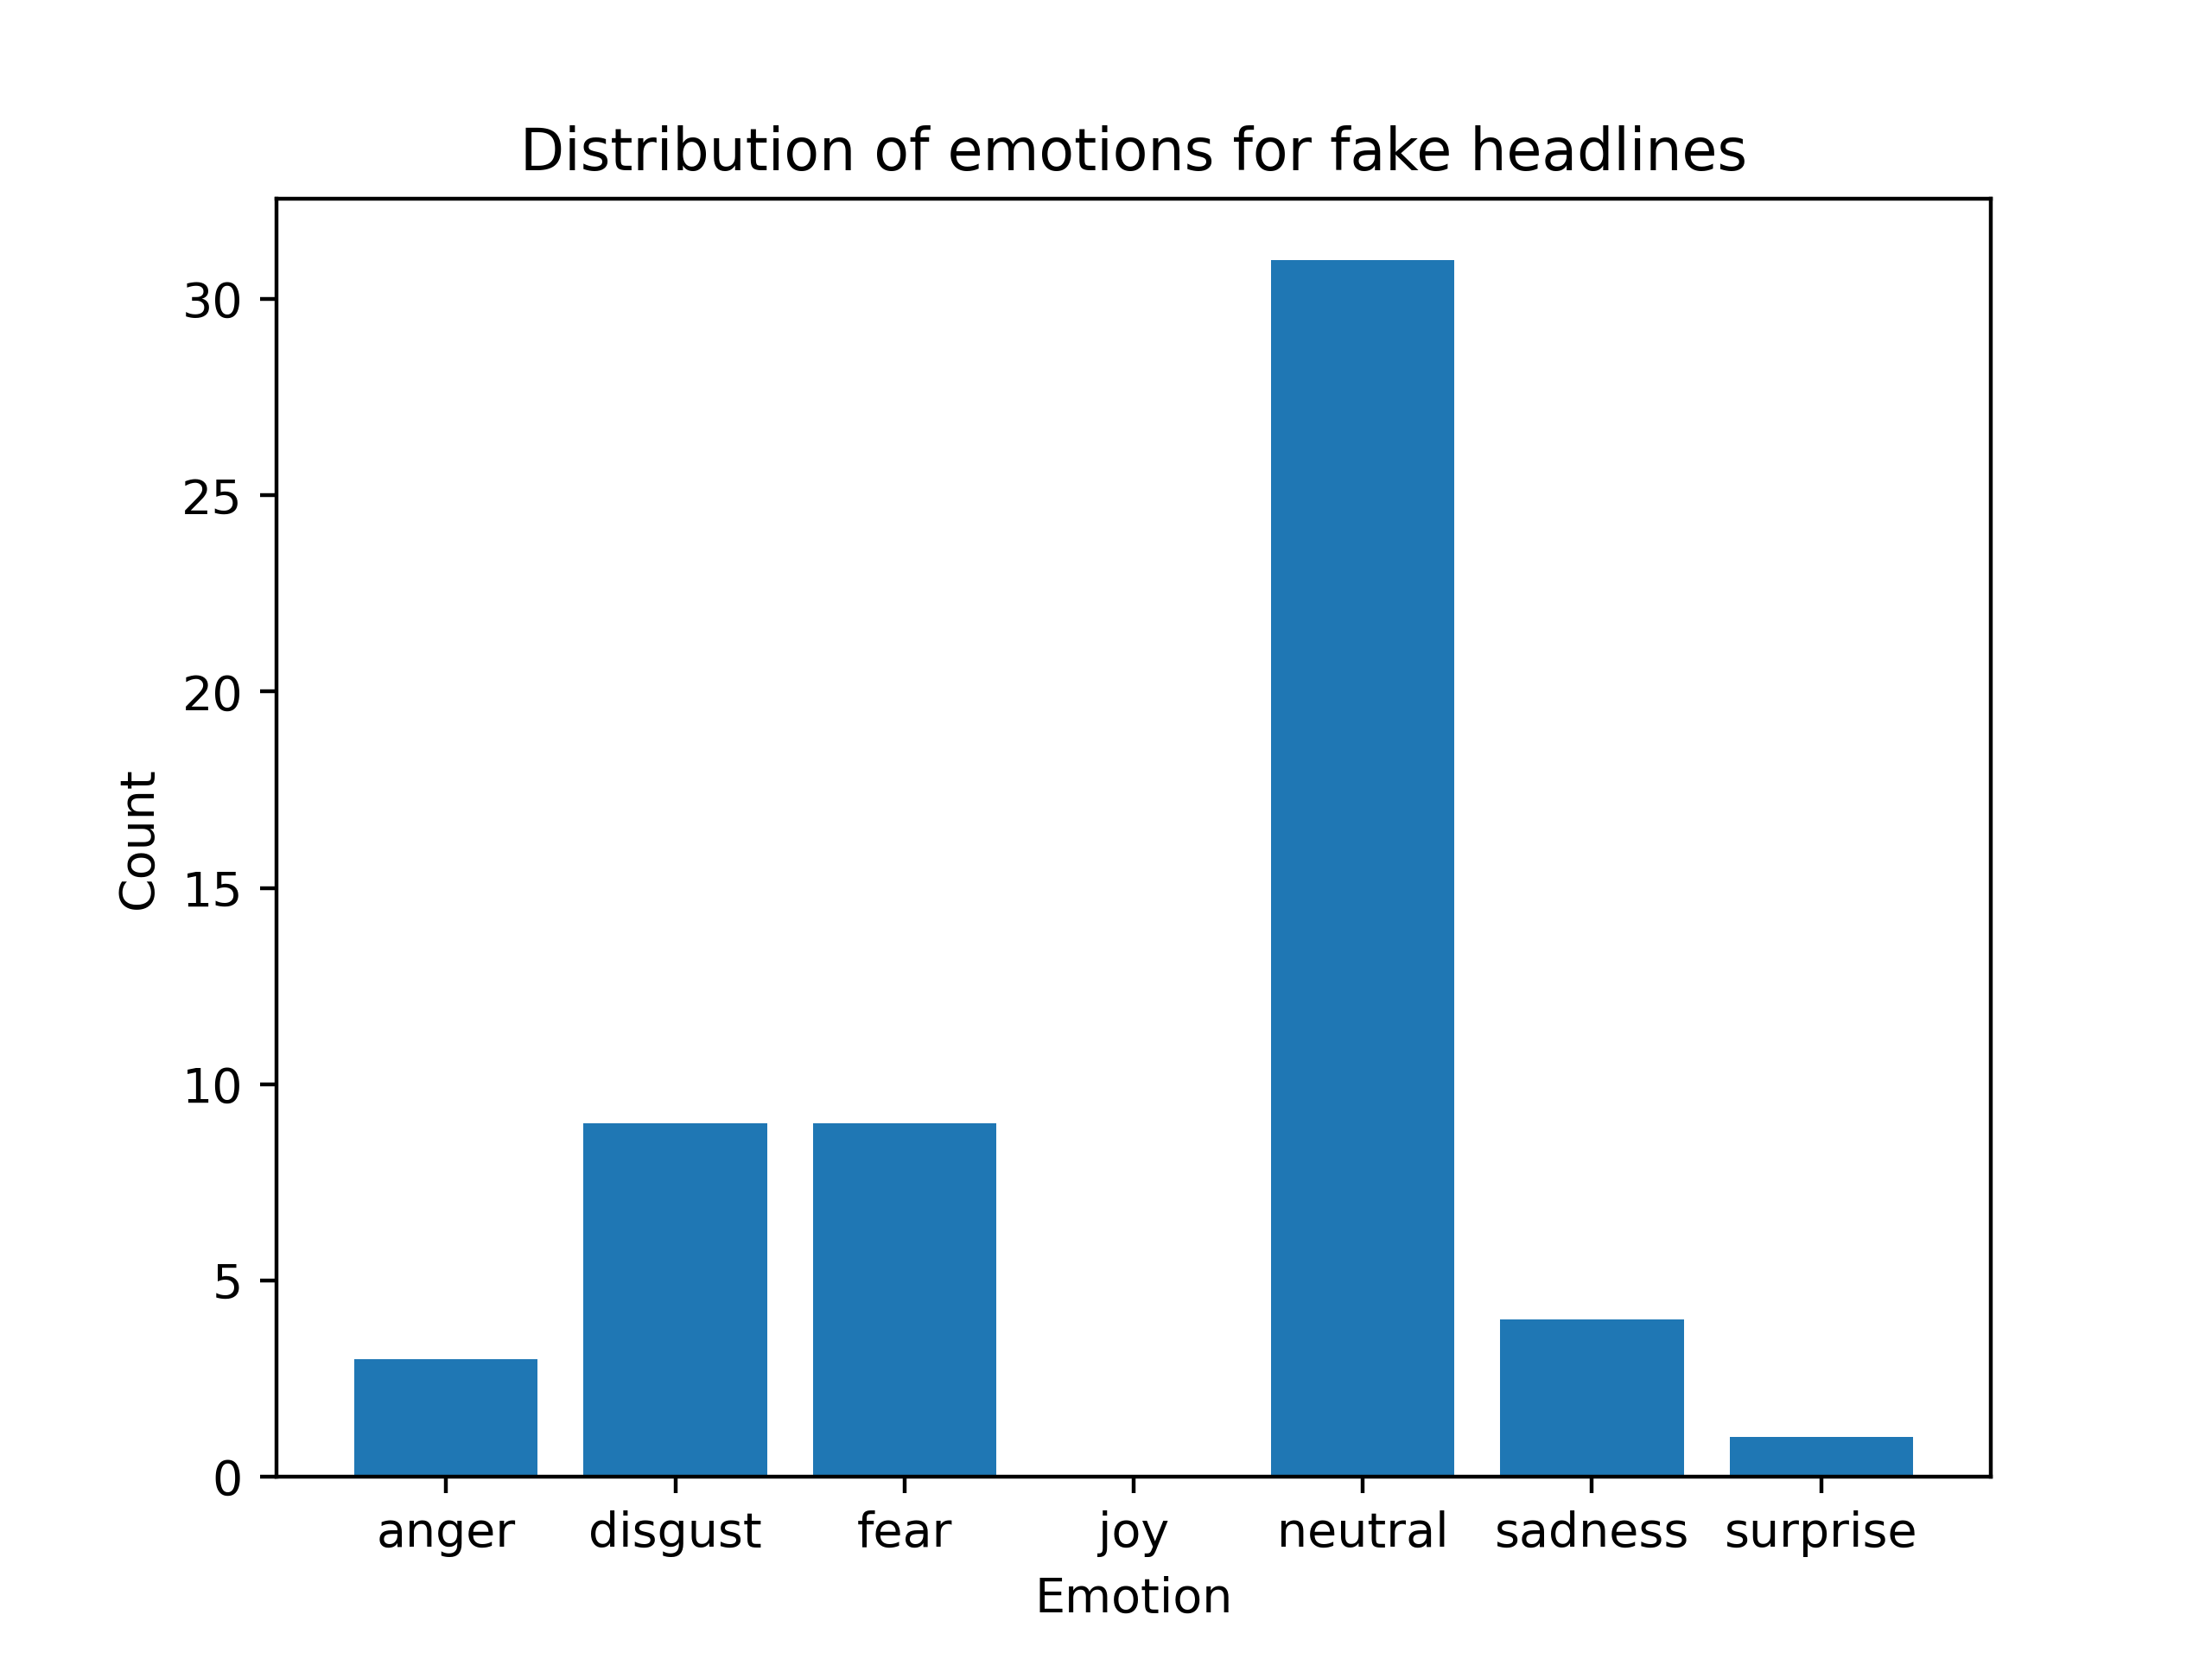 Distribution of emotions for fake headlines
30
25
20
15
10
5
0
Count
anger disgust fear joy neutral sadness surprise
Emotion